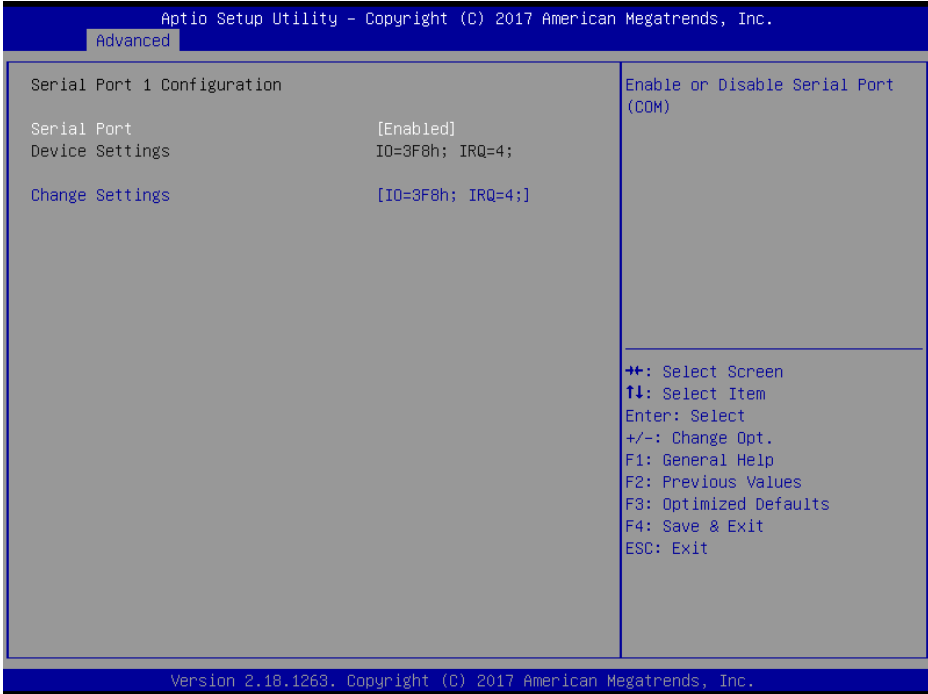 Aptio Setup Utility – Copyright (C) 2017 American Megatrends, Inc.
Advanced
Serial Port 1 Configuration
Serial Port [Enabled]
Device Settings IO=3F8h; IRQ=4;
Change Settings [IO=3F8h; IRQ=4;]
Enable or Disable Serial Port
(COM)
→←: Select Screen
↑↓: Select Item
Enter: Select
+/-: Change Opt.
F1: General Help
F2: Previous Values
F3: Optimized Defaults
F4: Save & Exit
ESC: Exit
Version 2.18.1263. Copyright (C) 2017 American Megatrends, Inc.